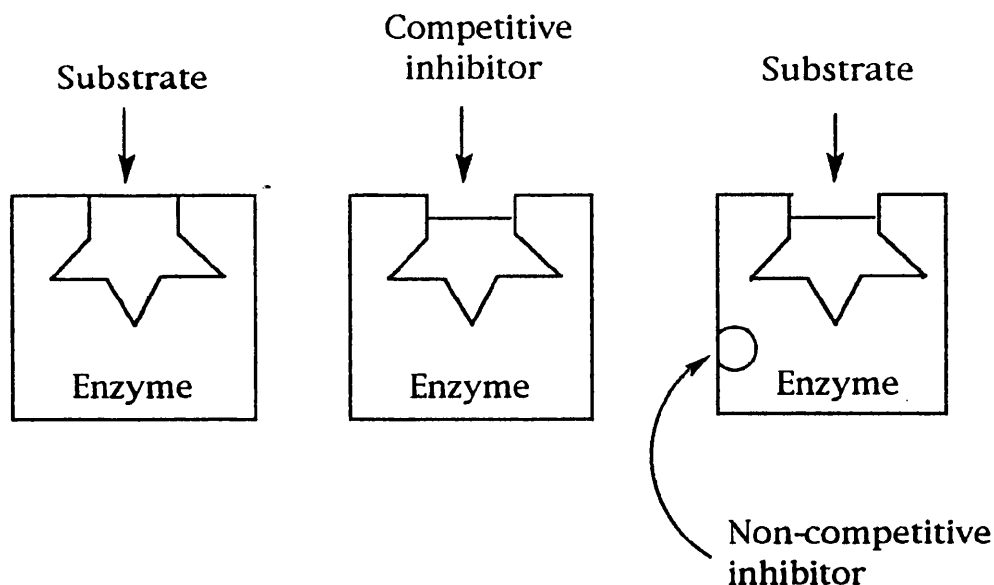 Substrate
Competitive
inhibitor
Substrate
Enzyme
Enzyme
Enzyme
Non-competitive
inhibitor